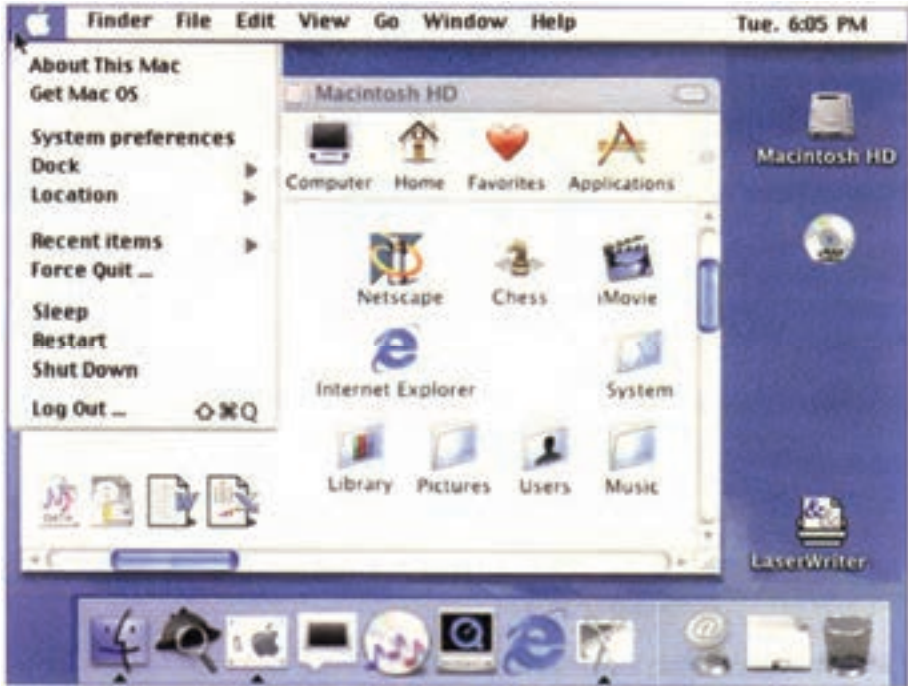 Finder File Edit View Go Window Help Tue. 6:05 PM
About This Mac
Get Mac OS
System preferences
Dock
Location
Recent items
Force Quit ...
Sleep
Restart
Shut Down
Log Out ... ⇧⌘Q
Macintosh HD
Computer Home Favorites Applications
Netscape Chess iMovie
Internet Explorer System
Library Pictures Users Music
Macintosh HD
LaserWriter